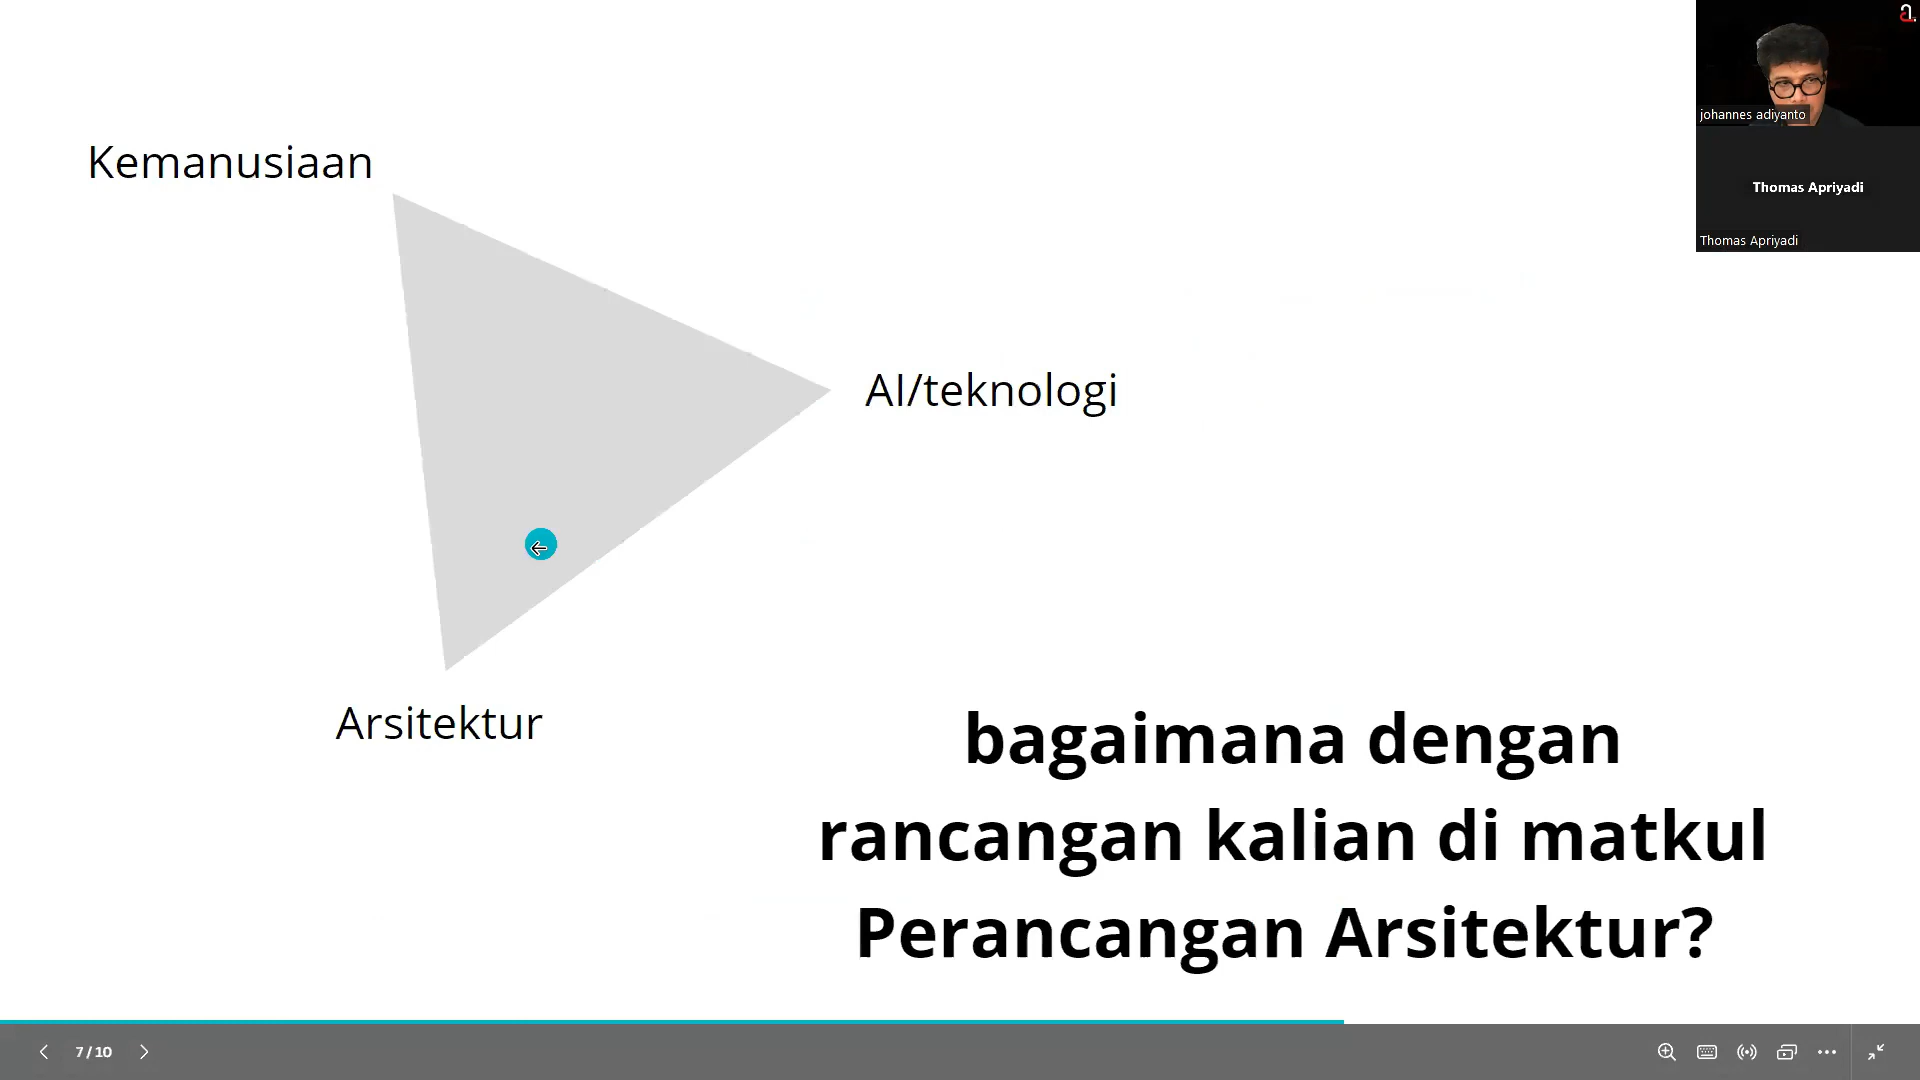 Kemanusiaan
AI/teknologi
Arsitektur
bagaimana dengan
rancangan kalian di matkul
Perancangan Arsitektur?
johannes adiyanto
Thomas Apriyadi
Thomas Apriyadi
7 / 10